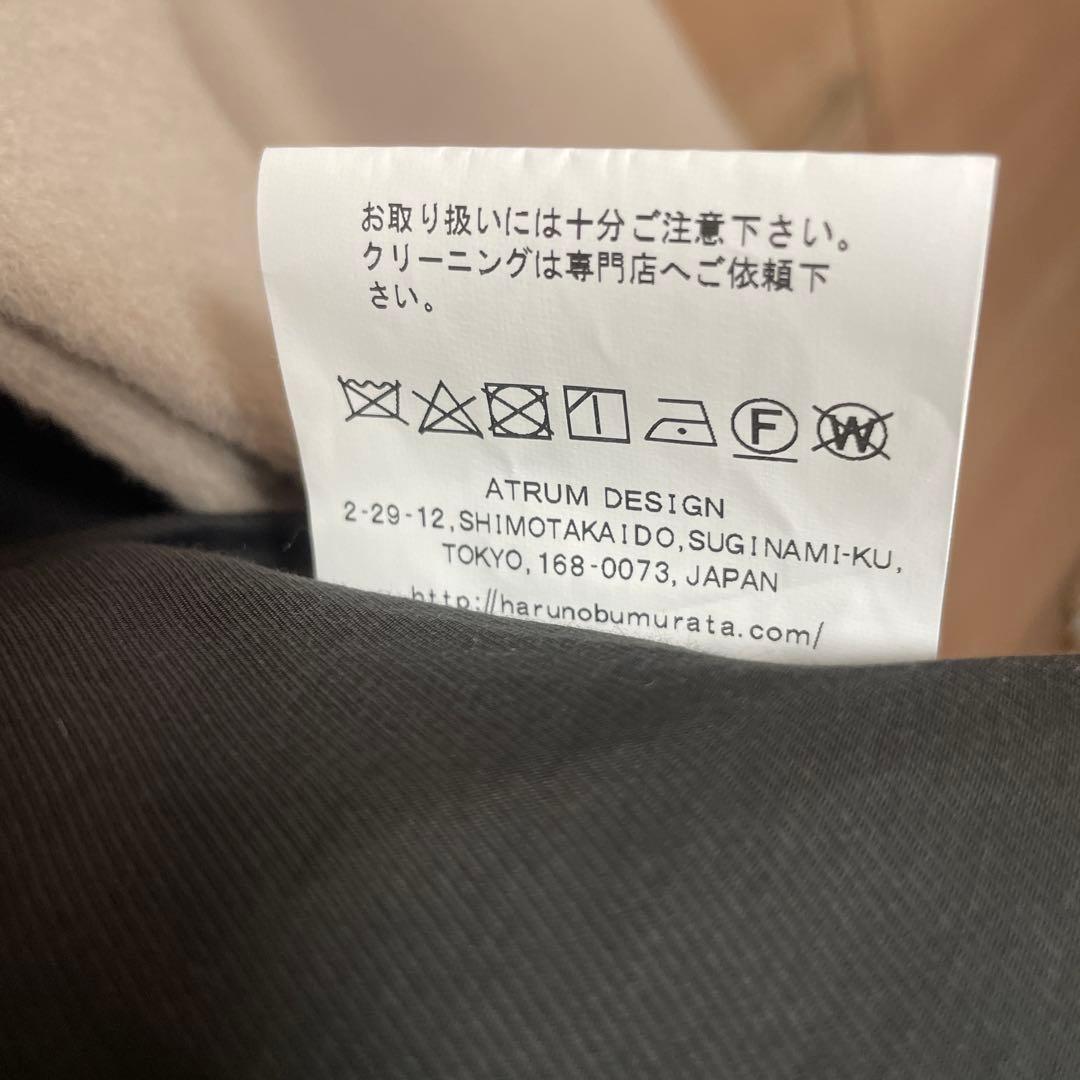 お取り扱いには十分ご注意下さい。
クリーニングは専門店へご依頼下
さい。
F W
ATRUM DESIGN
2-29-12,SHIMOTAKAIDO,SUGINAMI-KU,
TOKYO,168-0073,JAPAN
http://harunobumurata.com/